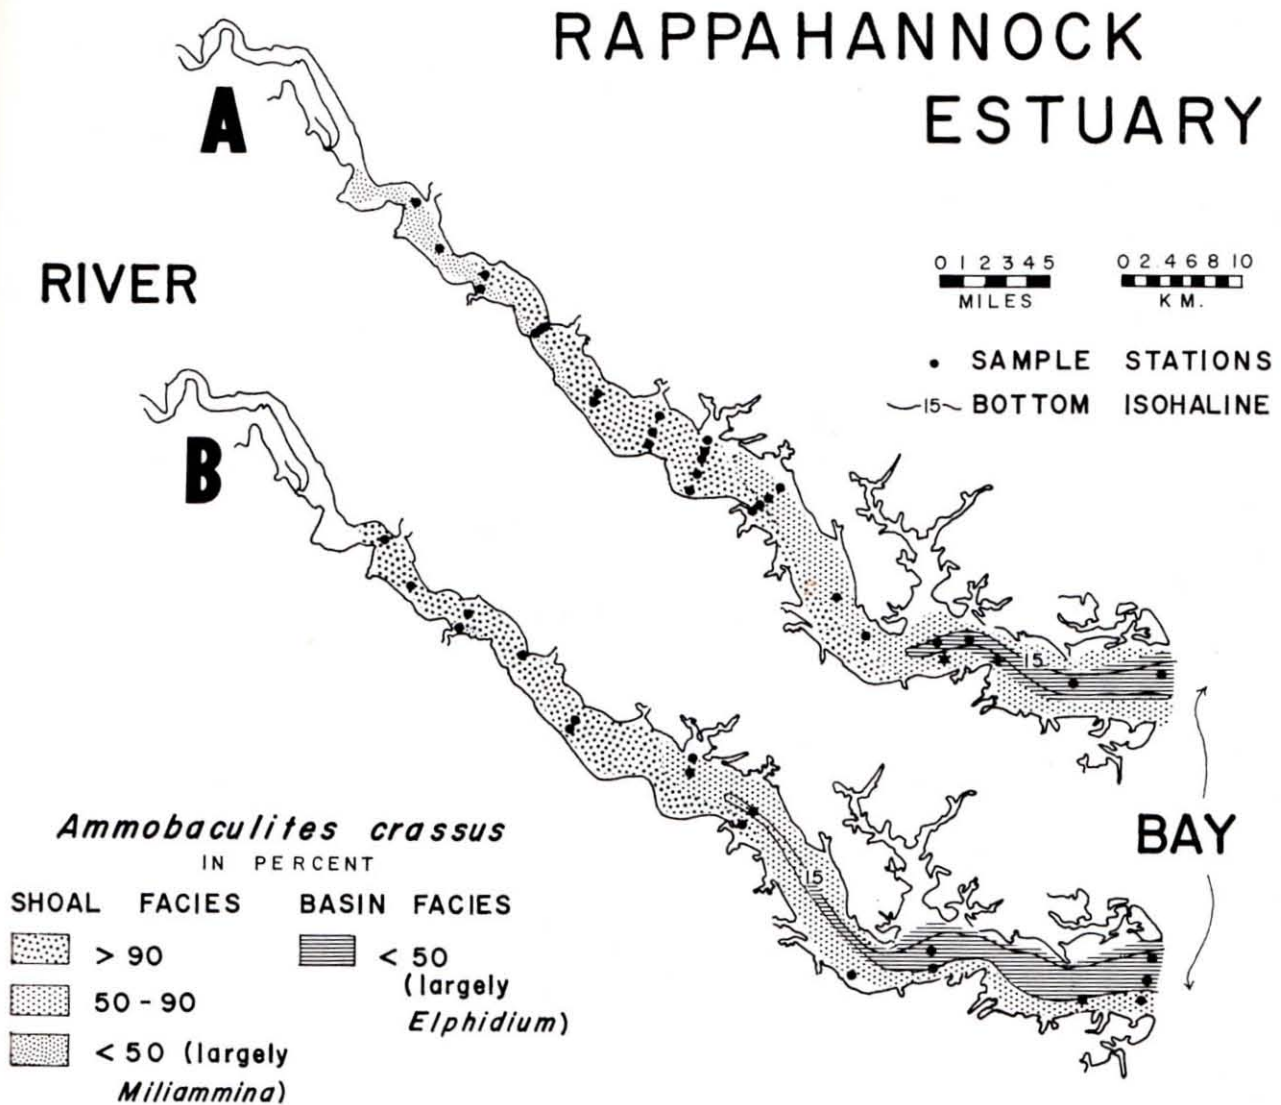 RAPPAHANNOCK
ESTUARY
A
RIVER
0 1 2 3 4 5
MILES
0 2 4 6 8 10
KM.
• SAMPLE STATIONS
—15~ BOTTOM ISOHALINE
B
15
15
BAY
Ammobaculites crassus
IN PERCENT
SHOAL FACIES
> 90
50 - 90
< 50 (largely
Miliammina)
BASIN FACIES
< 50
(largely
Elphidium)